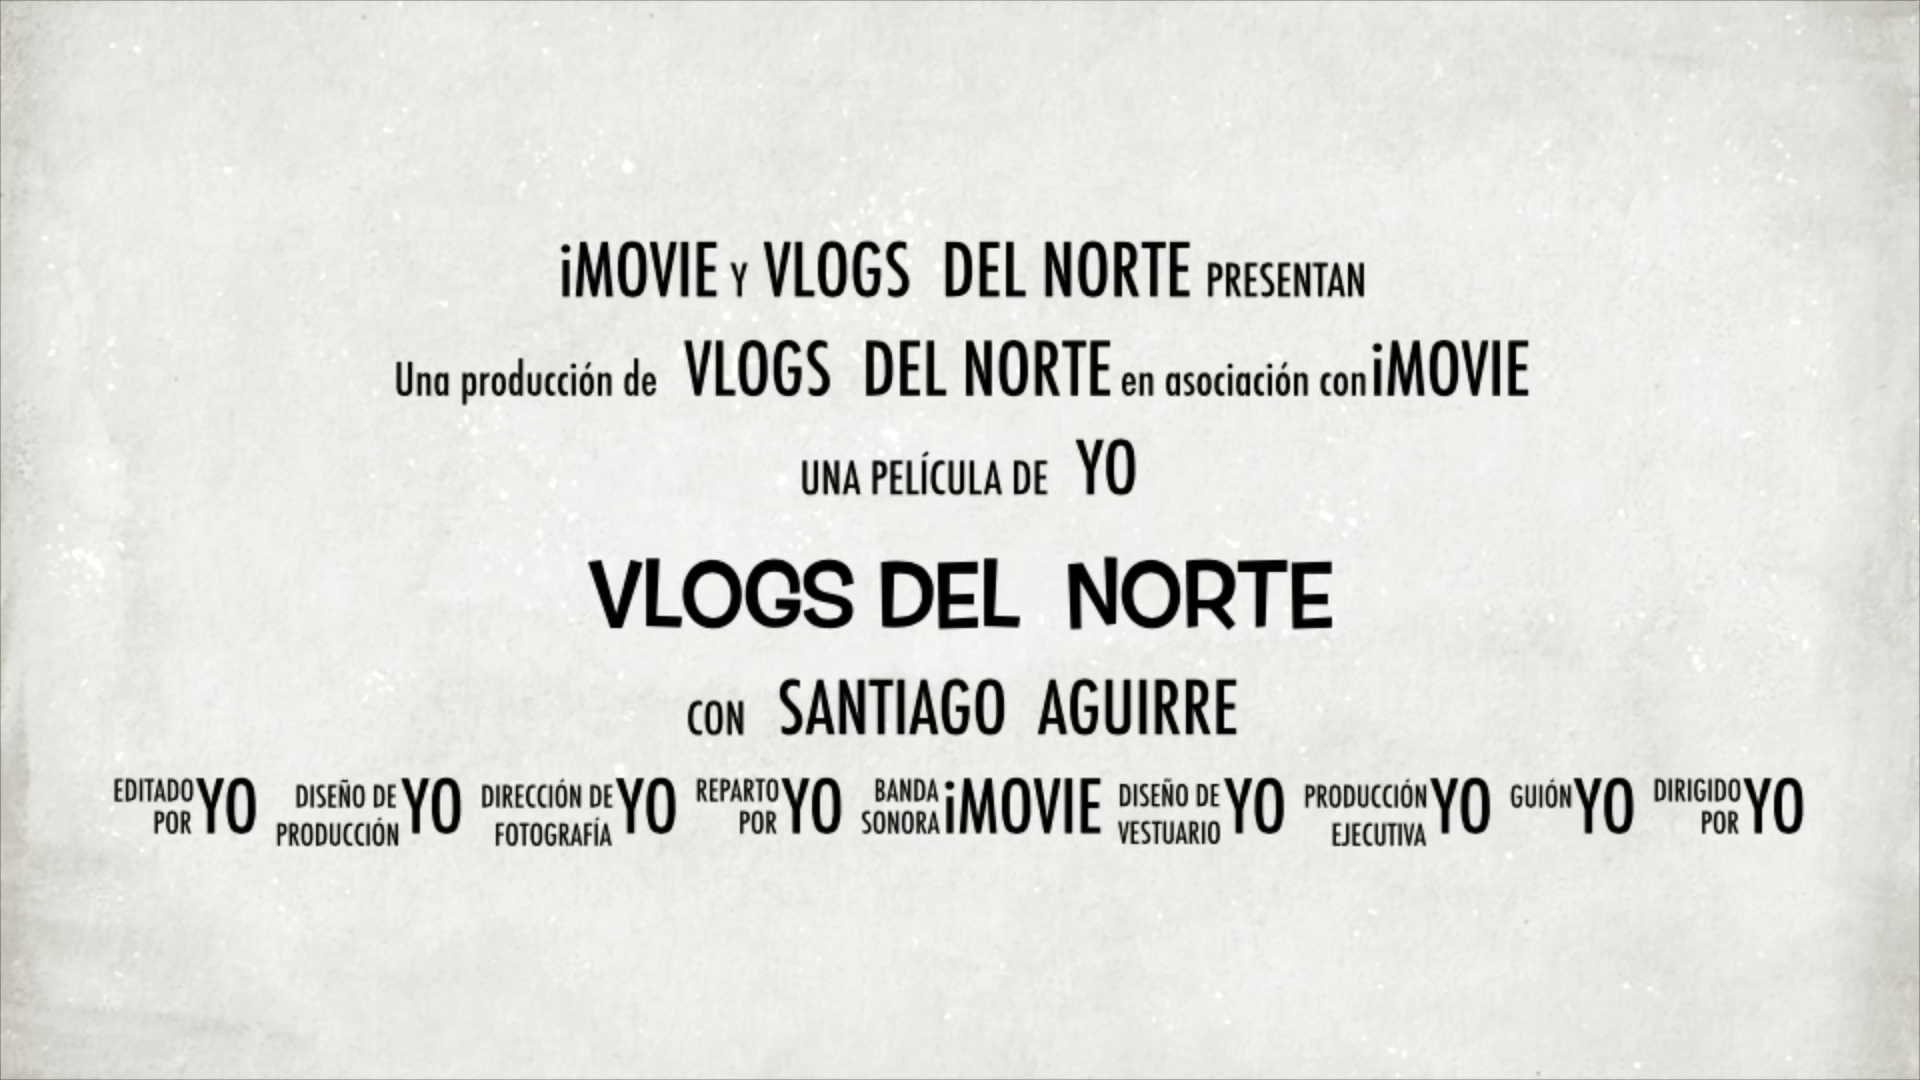 iMOVIE Y VLOGS DEL NORTE PRESENTAN
Una producción de VLOGS DEL NORTE en asociación con iMOVIE
UNA PELÍCULA DE YO
VLOGS DEL NORTE
CON SANTIAGO AGUIRRE
EDITADO POR YO DISEÑO DE PRODUCCIÓN YO DIRECCIÓN DE FOTOGRAFÍA YO REPARTO POR YO BANDA SONORA iMOVIE DISEÑO DE VESTUARIO YO PRODUCCIÓN EJECUTIVA YO GUIÓN YO DIRIGIDO POR YO